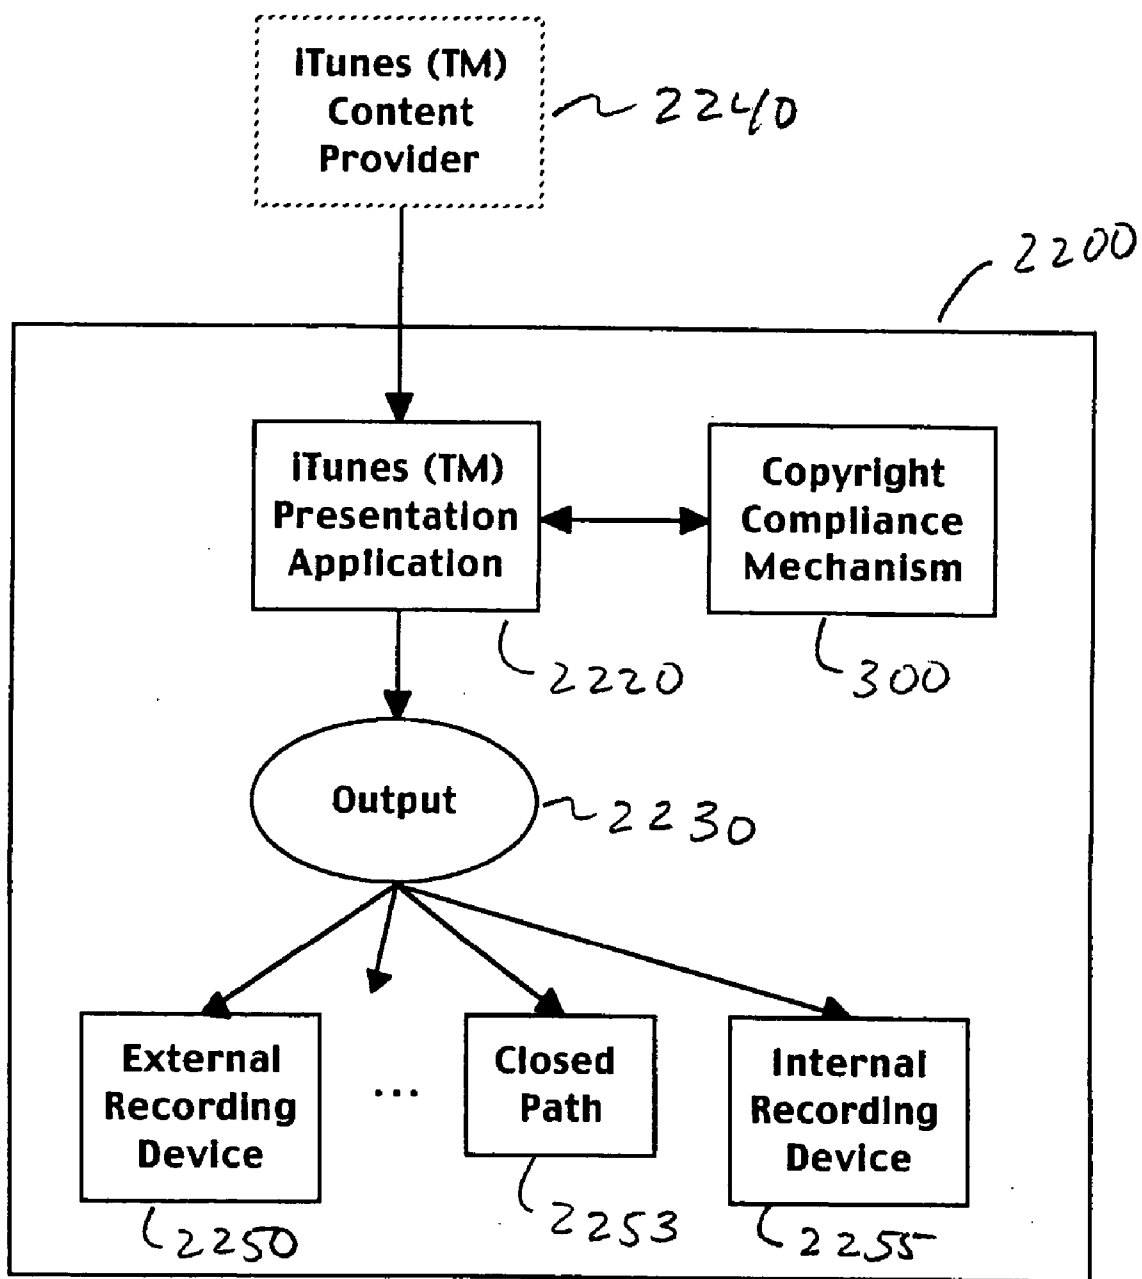 iTunes (TM)
Content
Provider
2240
2200
iTunes (TM)
Presentation
Application
Copyright
Compliance
Mechanism
2220
300
Output
2230
External
Recording
Device
...
Closed
Path
Internal
Recording
Device
2250
2253
2255